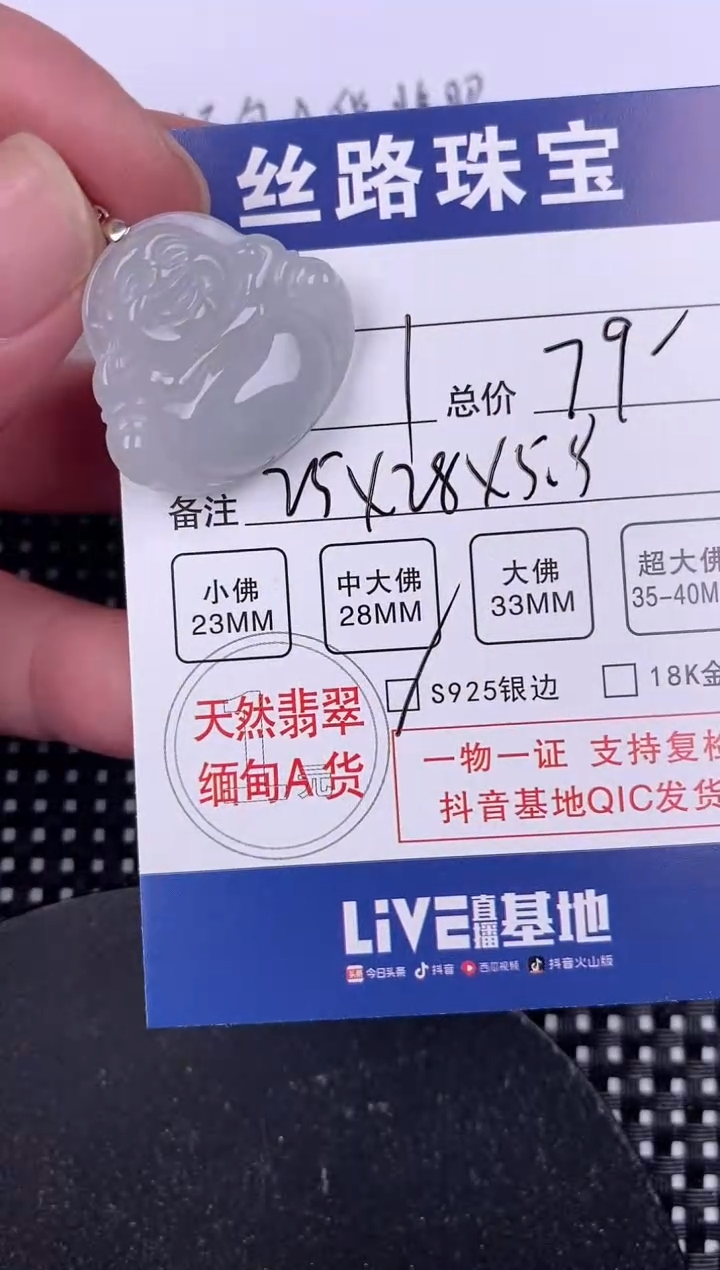 丝路珠宝
总价 79
备注 25X28X5.8
小佛 中大佛 大佛 超大佛
23MM 28MM 33MM 35-40M
S925银边 18K金
天然翡翠
缅甸A货
一物一证 支持复检
抖音基地QIC发货
LiVE直播基地
今日头条 抖音 西瓜视频 抖音火山版